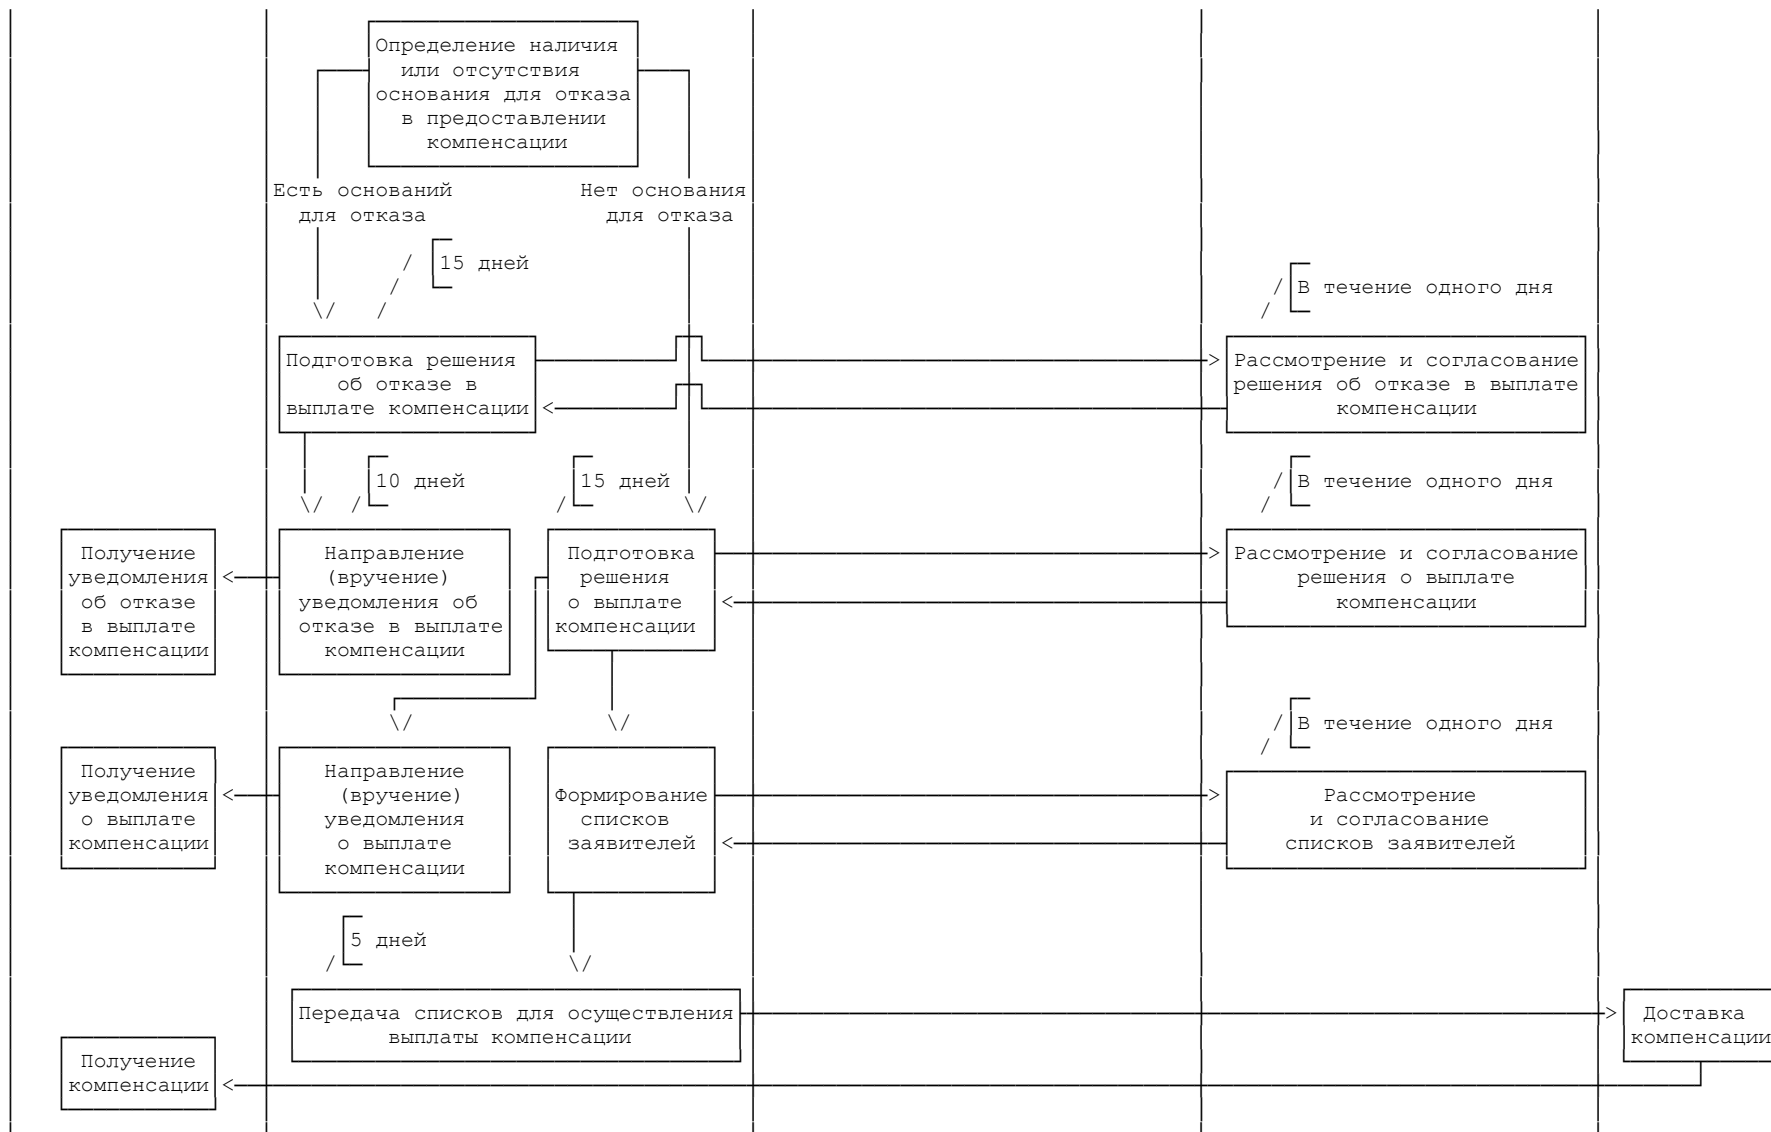 Определение наличия
или отсутствия
основания для отказа
в предоставлении
компенсации
Есть оснований
для отказа
Нет основания
для отказа
15 дней
В течение одного дня
Подготовка решения
об отказе в
выплате компенсации
Рассмотрение и согласование
решения об отказе в выплате
компенсации
10 дней
15 дней
В течение одного дня
Получение
уведомления
об отказе
в выплате
компенсации
Направление
(вручение)
уведомления об
отказе в выплате
компенсации
Подготовка
решения
о выплате
компенсации
Рассмотрение и согласование
решения о выплате
компенсации
В течение одного дня
Получение
уведомления
о выплате
компенсации
Направление
(вручение)
уведомления
о выплате
компенсации
Формирование
списков
заявителей
Рассмотрение
и согласование
списков заявителей
5 дней
Передача списков для осуществления
выплаты компенсации
Доставка
компенсации
Получение
компенсации